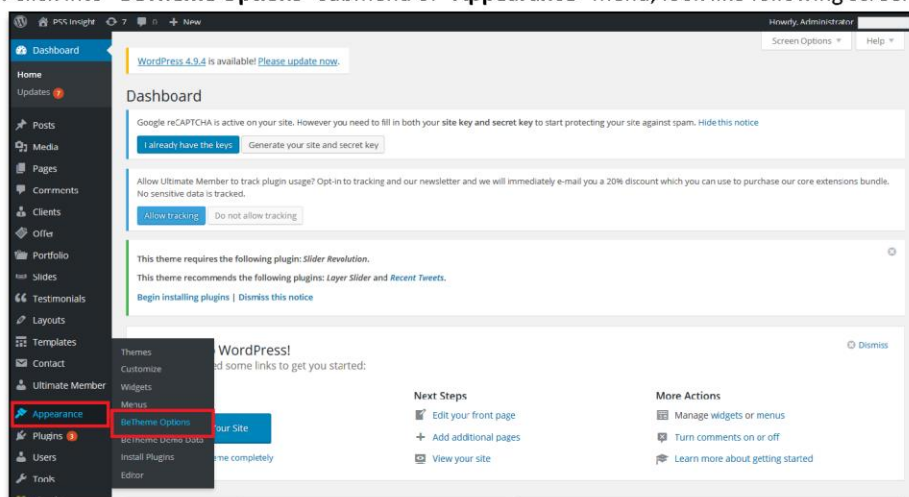 "BeTheme Options" submenu of "Appearance" menu, look like following screen
PSS Insight 7 0 + New Howdy, Administrator
Screen Options Help
Dashboard
Home
Updates 7
Posts
Media
Pages
Comments
Clients
Offer
Portfolio
Slides
Testimonials
Layouts
Templates
Contact
Ultimate Member
Appearance
Plugins 3
Users
Tools
Themes
Customize
Widgets
Menus
BeTheme Options
BeTheme Demo Data
Install Plugins
Editor
WordPress 4.9.4 is available! Please update now.
Dashboard
Google reCAPTCHA is active on your site. However you need to fill in both your site key and secret key to start protecting your site against spam. Hide this notice
I already have the keys Generate your site and secret key
Allow Ultimate Member to track plugin usage? Opt-in to tracking and our newsletter and we will immediately e-mail you a 20% discount which you can use to purchase our core extensions bundle.
No sensitive data is tracked.
Allow tracking Do not allow tracking
This theme requires the following plugin: Slider Revolution.
This theme recommends the following plugins: Layer Slider and Recent Tweets.
Begin installing plugins | Dismiss this notice
WordPress!
ed some links to get you started:
Dismiss
our Site
me completely
Next Steps
Edit your front page
Add additional pages
View your site
More Actions
Manage widgets or menus
Turn comments on or off
Learn more about getting started